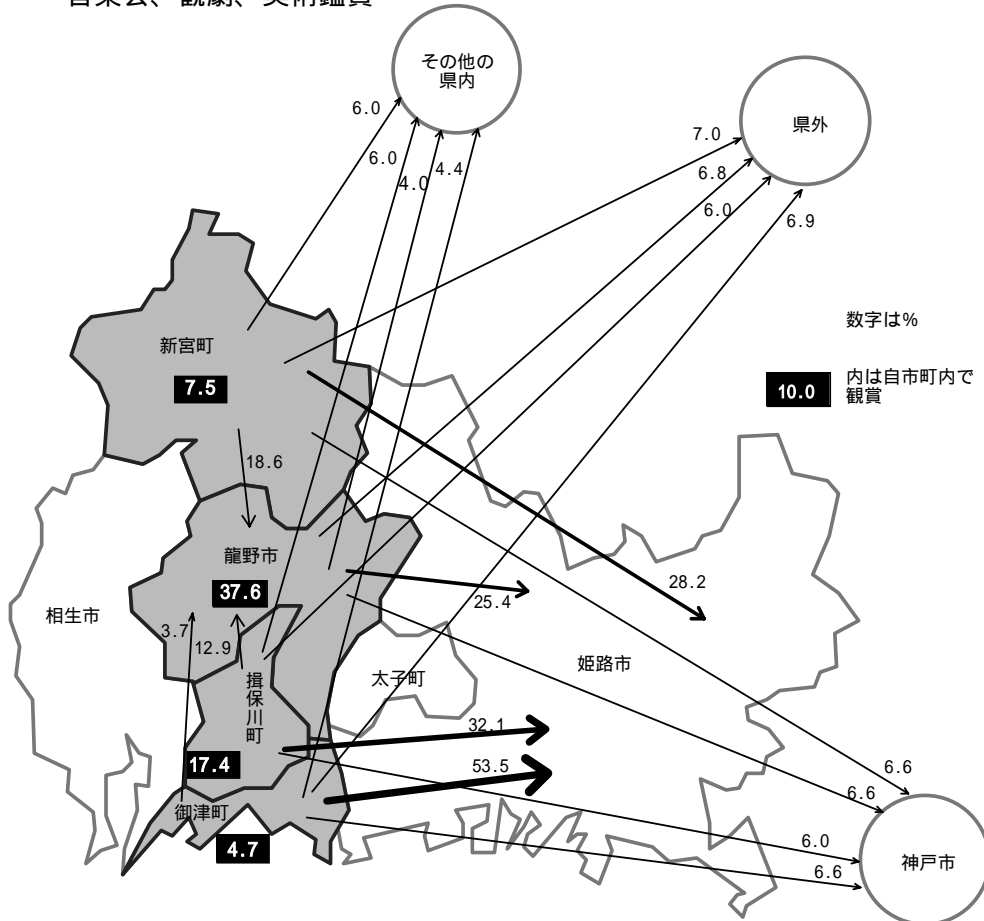 音楽会、観劇、美術鑑賞
その他の
県内
県外
6.0
6.0
4.0
4.4
7.0
6.8
6.0
6.9
数字は%
新宮町
7.5
10.0
内は自市町内で
観賞
18.6
龍野市
37.6
28.2
25.4
相生市
3.7
12.9
姫路市
太子町
揖保川町
32.1
17.4
53.5
6.6
6.6
御津町
4.7
6.0
6.6
神戸市